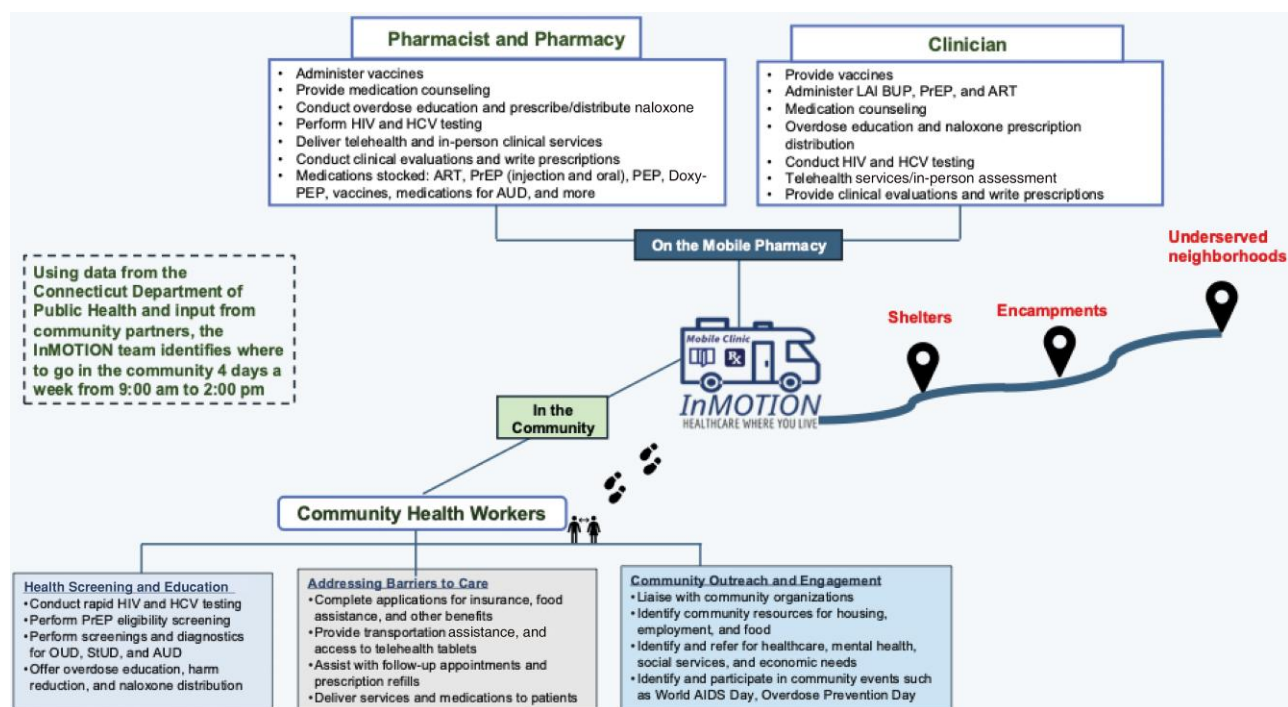 Pharmacist and Pharmacy
• Administer vaccines
• Provide medication counseling
• Conduct overdose education and prescribe/distribute naloxone
• Perform HIV and HCV testing
• Deliver telehealth and in-person clinical services
• Conduct clinical evaluations and write prescriptions
• Medications stocked: ART, PrEP (injection and oral), PEP, Doxy-
PEP, vaccines, medications for AUD, and more
Clinician
• Provide vaccines
• Administer LAI BUP, PrEP, and ART
• Medication counseling
• Overdose education and naloxone prescription
distribution
• Conduct HIV and HCV testing
• Telehealth services/in-person assessment
• Provide clinical evaluations and write prescriptions
On the Mobile Pharmacy
Using data from the
Connecticut Department of
Public Health and input from
community partners, the
InMOTION team identifies where
to go in the community 4 days a
week from 9:00 am to 2:00 pm
Mobile Clinic
Rx
InMOTION
HEALTHCARE WHERE YOU LIVE
Shelters
Encampments
Underserved
neighborhoods
In the
Community
Community Health Workers
Health Screening and Education
•Conduct rapid HIV and HCV testing
•Perform PrEP eligibility screening
•Perform screenings and diagnostics
for OUD, StUD, and AUD
•Offer overdose education, harm
reduction, and naloxone distribution
Addressing Barriers to Care
•Complete applications for insurance, food
assistance, and other benefits
•Provide transportation assistance, and
access to telehealth tablets
•Assist with follow-up appointments and
prescription refills
•Deliver services and medications to patients
Community Outreach and Engagement
•Liaise with community organizations
•Identify community resources for housing,
employment, and food
•Identify and refer for healthcare, mental health,
social services, and economic needs
•Identify and participate in community events such
as World AIDS Day, Overdose Prevention Day